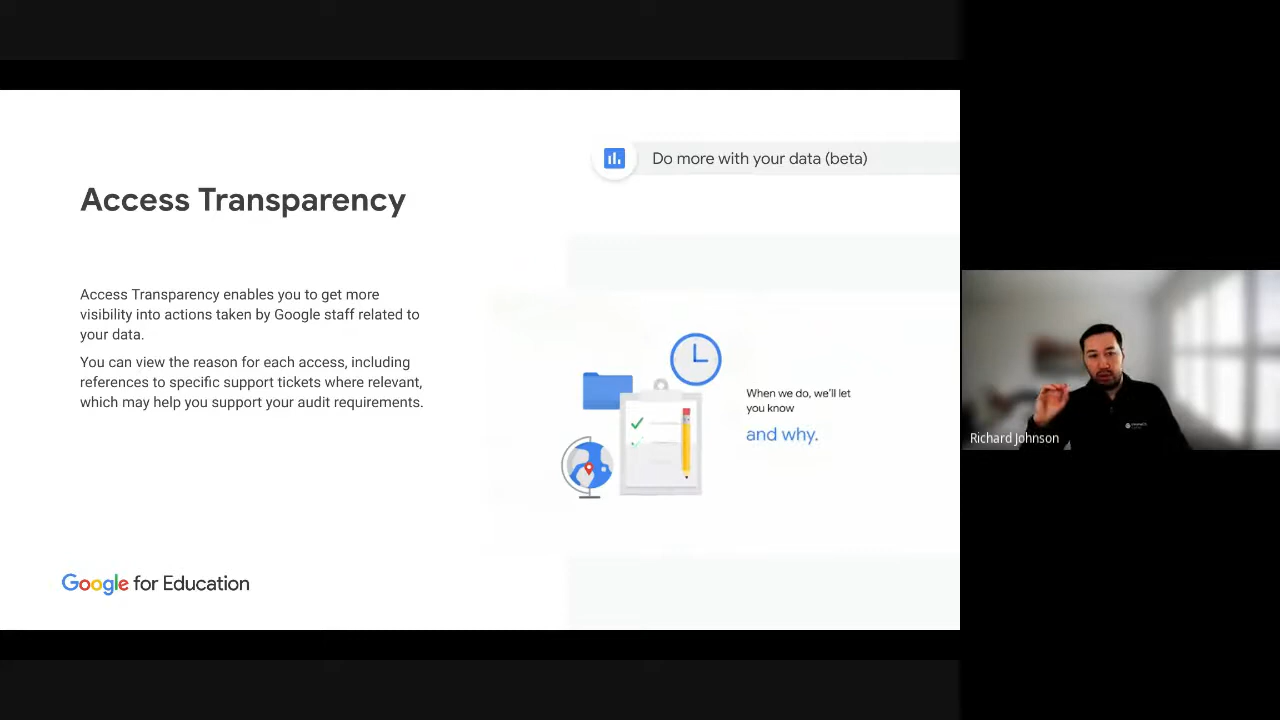 Do more with your data (beta)
Access Transparency
Access Transparency enables you to get more
visibility into actions taken by Google staff related to
your data.
You can view the reason for each access, including
references to specific support tickets where relevant,
which may help you support your audit requirements.
When we do, we'll let
you know
and why.
Richard Johnson
Google for Education